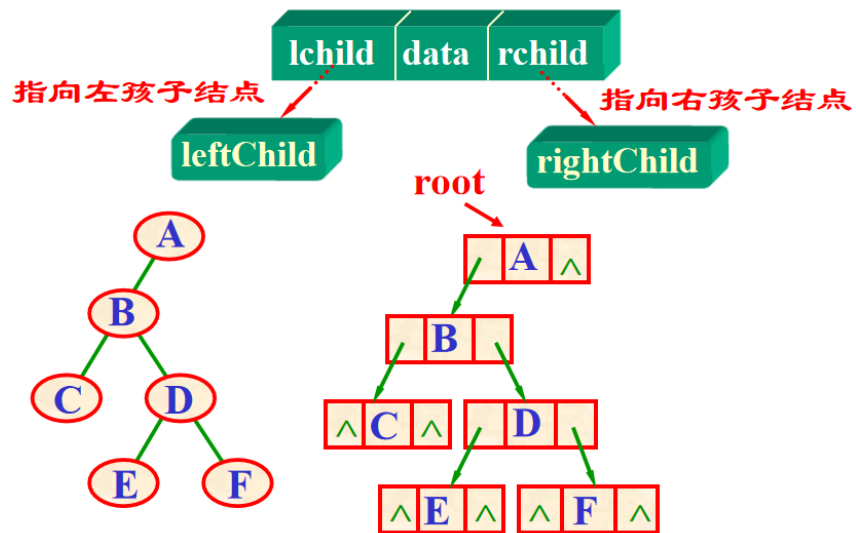 lchild data rchild
指向左孩子结点
指向右孩子结点
leftChild
rightChild
root
A
B
C D
E F
A ^
B
^ C ^ D
^ E ^ ^ F ^